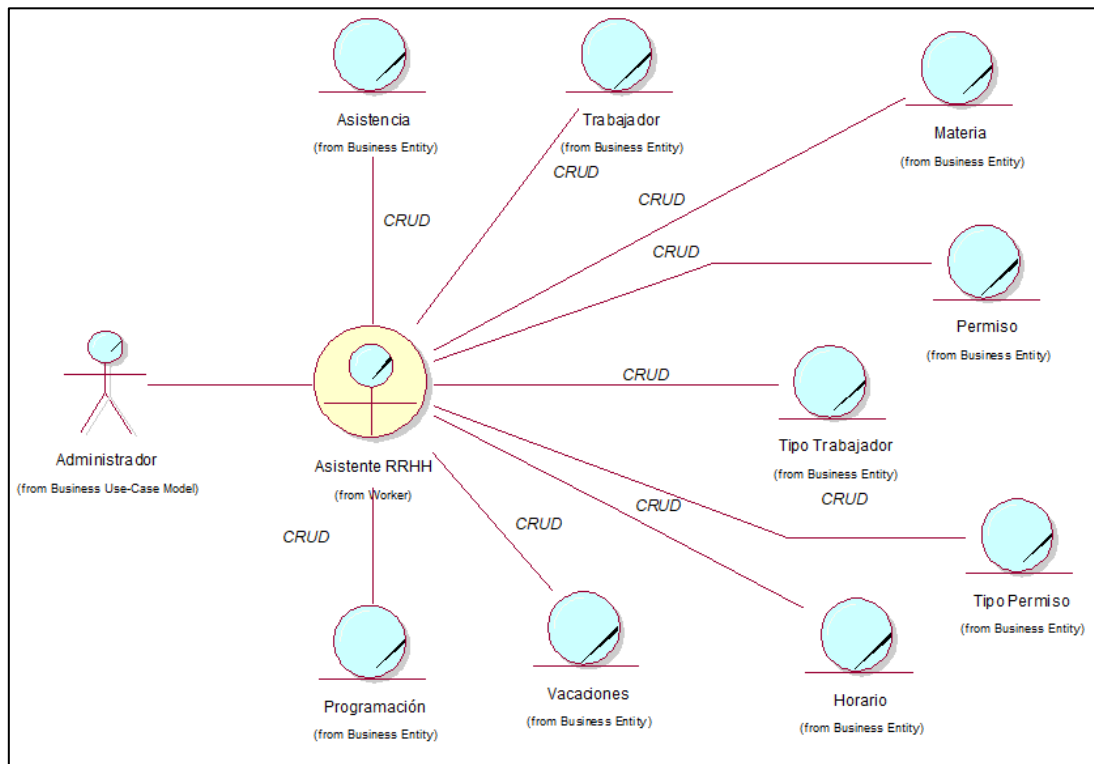 Asistencia
(from Business Entity)
Trabajador
(from Business Entity)
Materia
(from Business Entity)
CRUD
CRUD
CRUD
CRUD
Permiso
(from Business Entity)
CRUD
Tipo Trabajador
(from Business Entity)
Administrador
(from Business Use-Case Model)
Asistente RRHH
(from Worker)
CRUD
CRUD
CRUD
CRUD
Tipo Permiso
(from Business Entity)
Programación
(from Business Entity)
Vacaciones
(from Business Entity)
Horario
(from Business Entity)